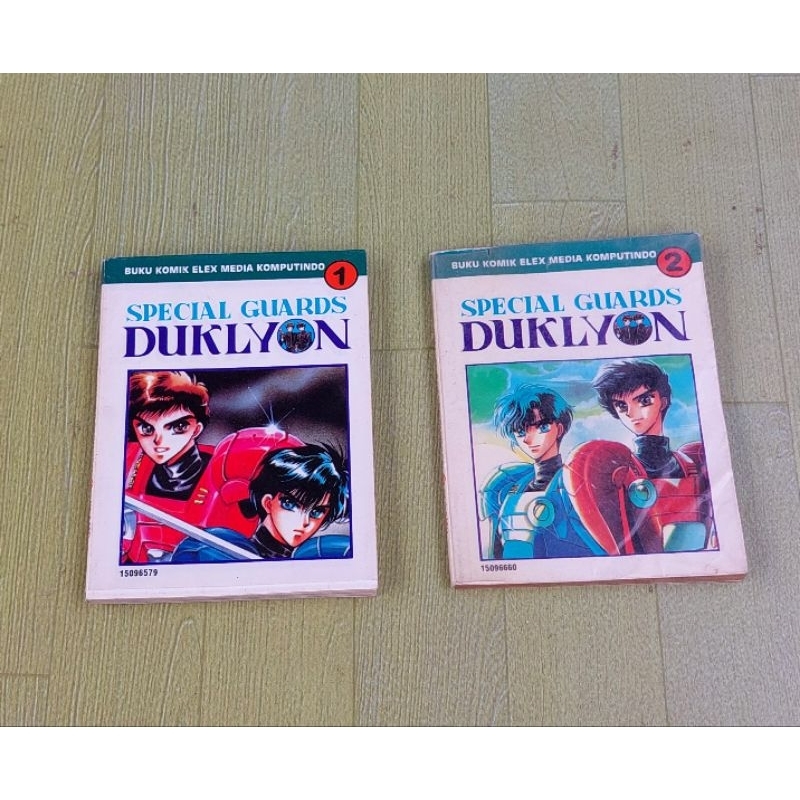 BUKU KOMIK ELEX MEDIA KOMPUTINDO 1
SPECIAL GUARDS
DUKLYON
15096579
BUKU KOMIK ELEX MEDIA KOMPUTINDO 2
SPECIAL GUARDS
DUKLYON
15096660